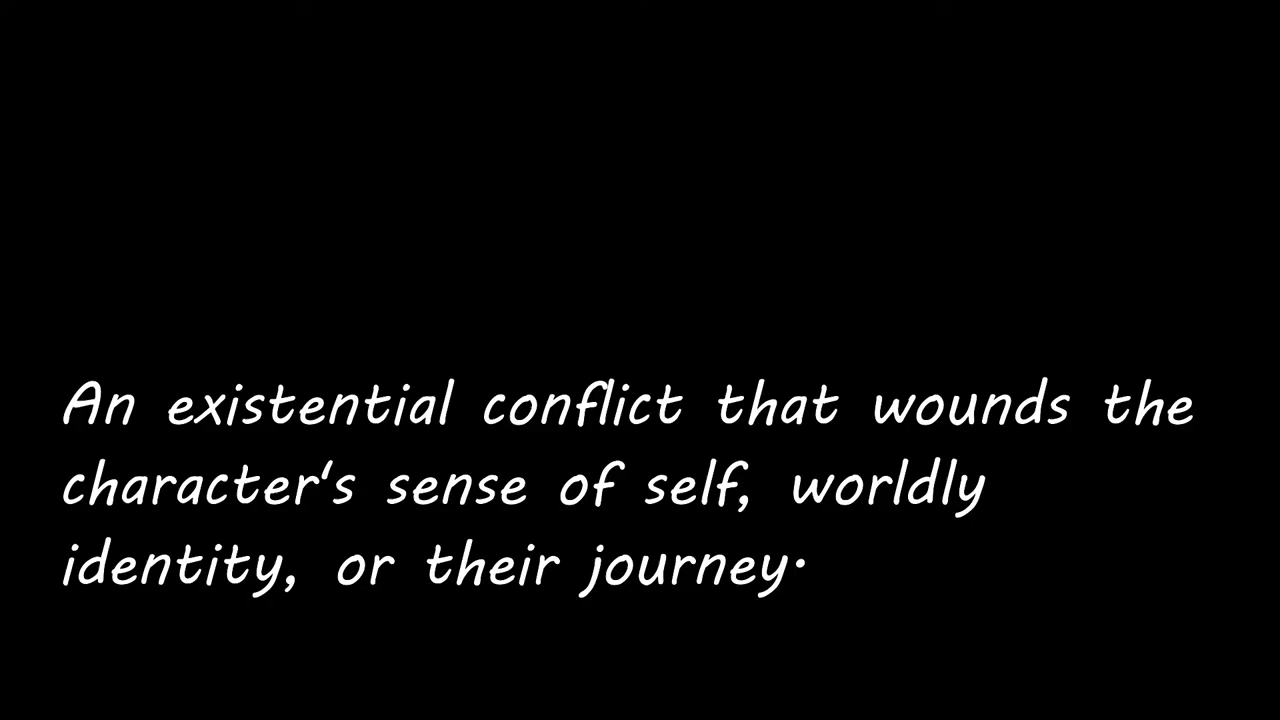 An existential conflict that wounds the
character's sense of self, worldly
identity, or their journey.